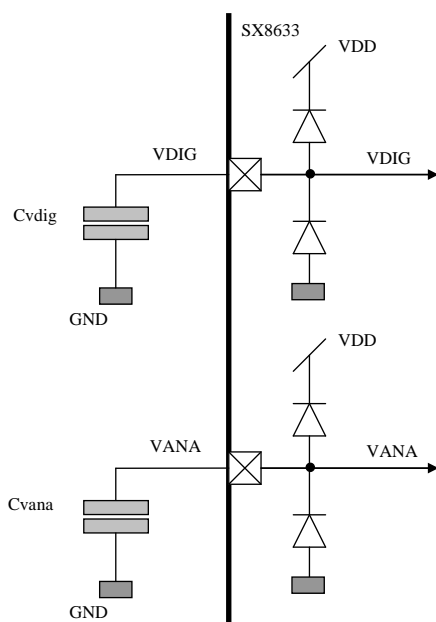 SX8633
VDD
VDIG
VDIG
Cvdig
GND
VDD
VANA
VANA
Cvana
GND